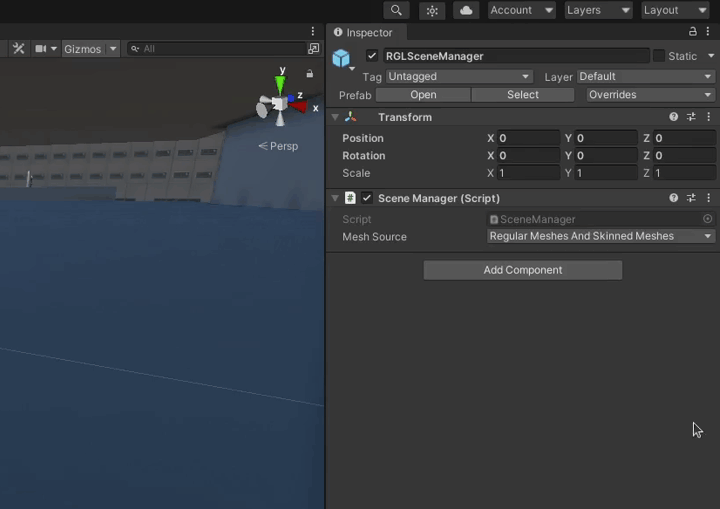 Account Layers Layout
Inspector
Gizmos All
RGLSceneManager Static
Tag Untagged Layer Default
Prefab Open Select Overrides
Transform
Position X 0 Y 0 Z 0
Rotation X 0 Y 0 Z 0
Scale X 1 Y 1 Z 1
Scene Manager (Script)
Script SceneManager
Mesh Source Regular Meshes And Skinned Meshes
Add Component
y
z
x
Persp